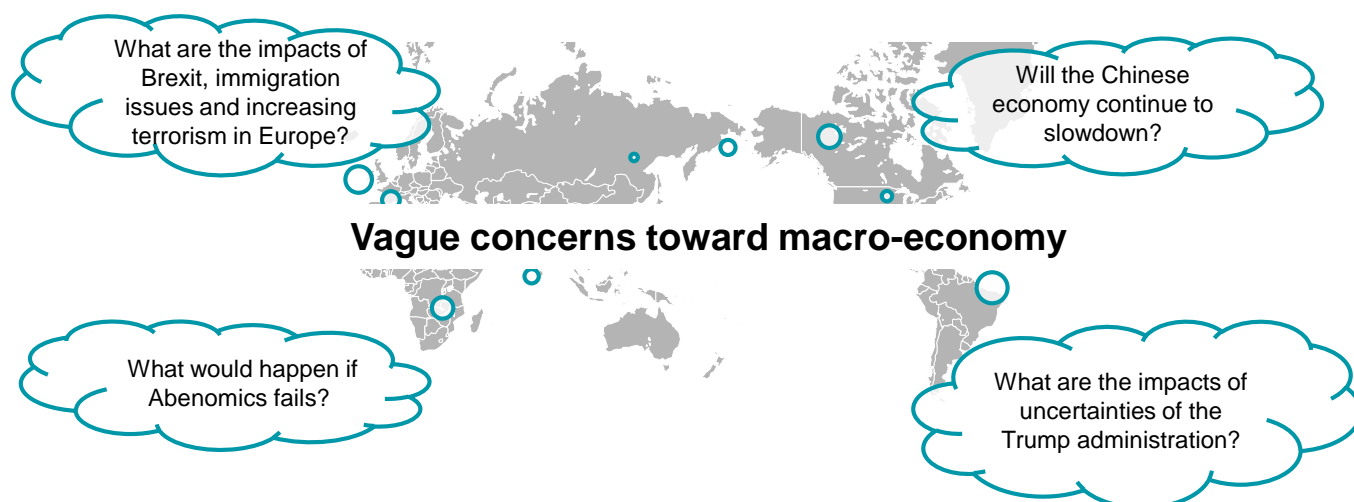 What are the impacts of
Brexit, immigration
issues and increasing
terrorism in Europe?
Will the Chinese
economy continue to
slowdown?
Vague concerns toward macro-economy
What would happen if
Abenomics fails?
What are the impacts of
uncertainties of the
Trump administration?